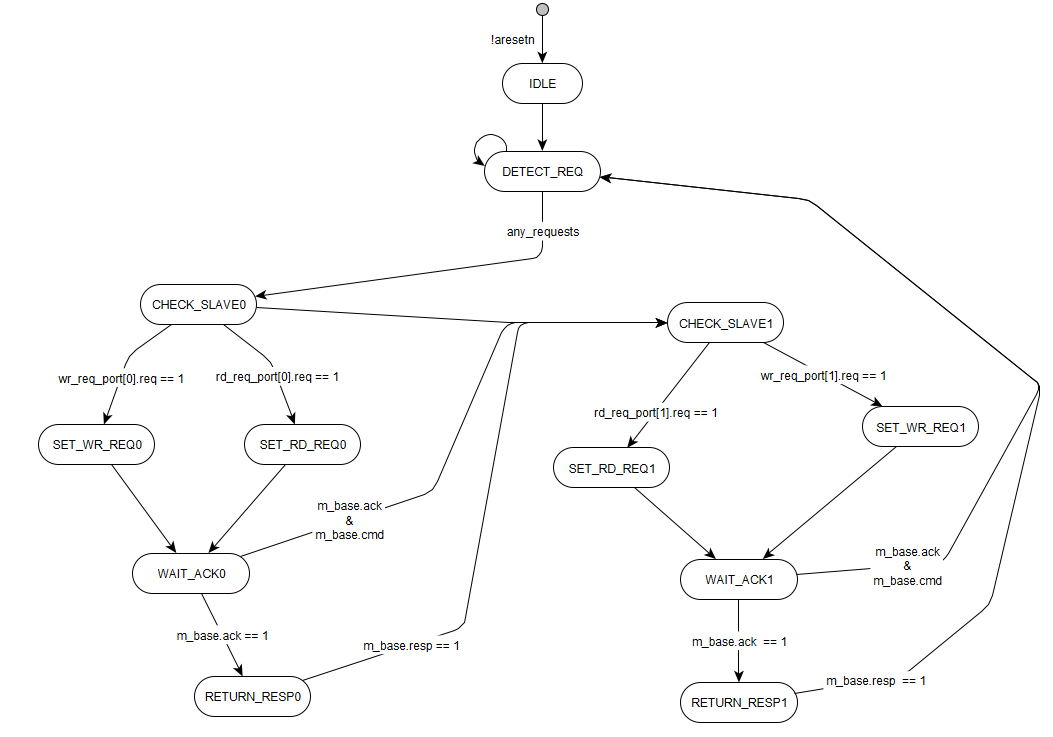 !aresetn
IDLE
DETECT_REQ
any_requests
CHECK_SLAVE0
CHECK_SLAVE1
wr_req_port[0].req == 1
rd_req_port[0].req == 1
wr_req_port[1].req == 1
rd_req_port[1].req == 1
SET_WR_REQ0
SET_RD_REQ0
SET_WR_REQ1
SET_RD_REQ1
m_base.ack
&
m_base.cmd
m_base.ack
&
m_base.cmd
WAIT_ACK0
WAIT_ACK1
m_base.ack == 1
m_base.resp == 1
m_base.ack  == 1
m_base.resp  == 1
RETURN_RESP0
RETURN_RESP1